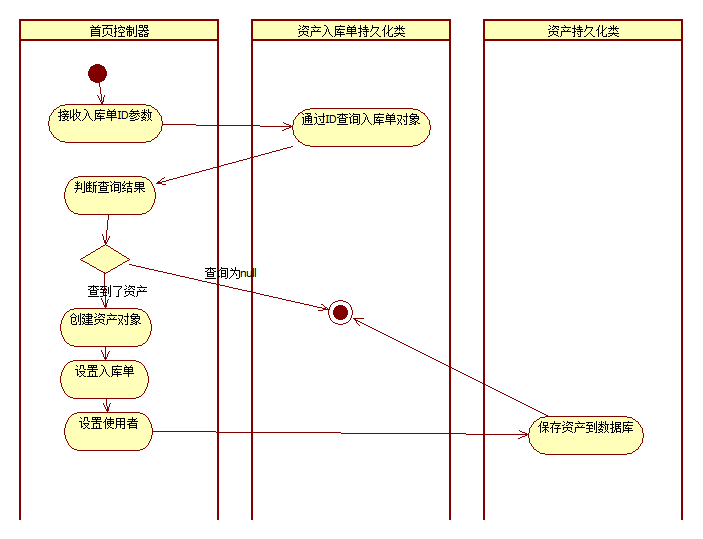 首页控制器
资产入库单持久化类
资产持久化类
接收入库单ID参数
通过ID查询入库单对象
判断查询结果
查询为null
查到了资产
创建资产对象
设置入库单
设置使用者
保存资产到数据库